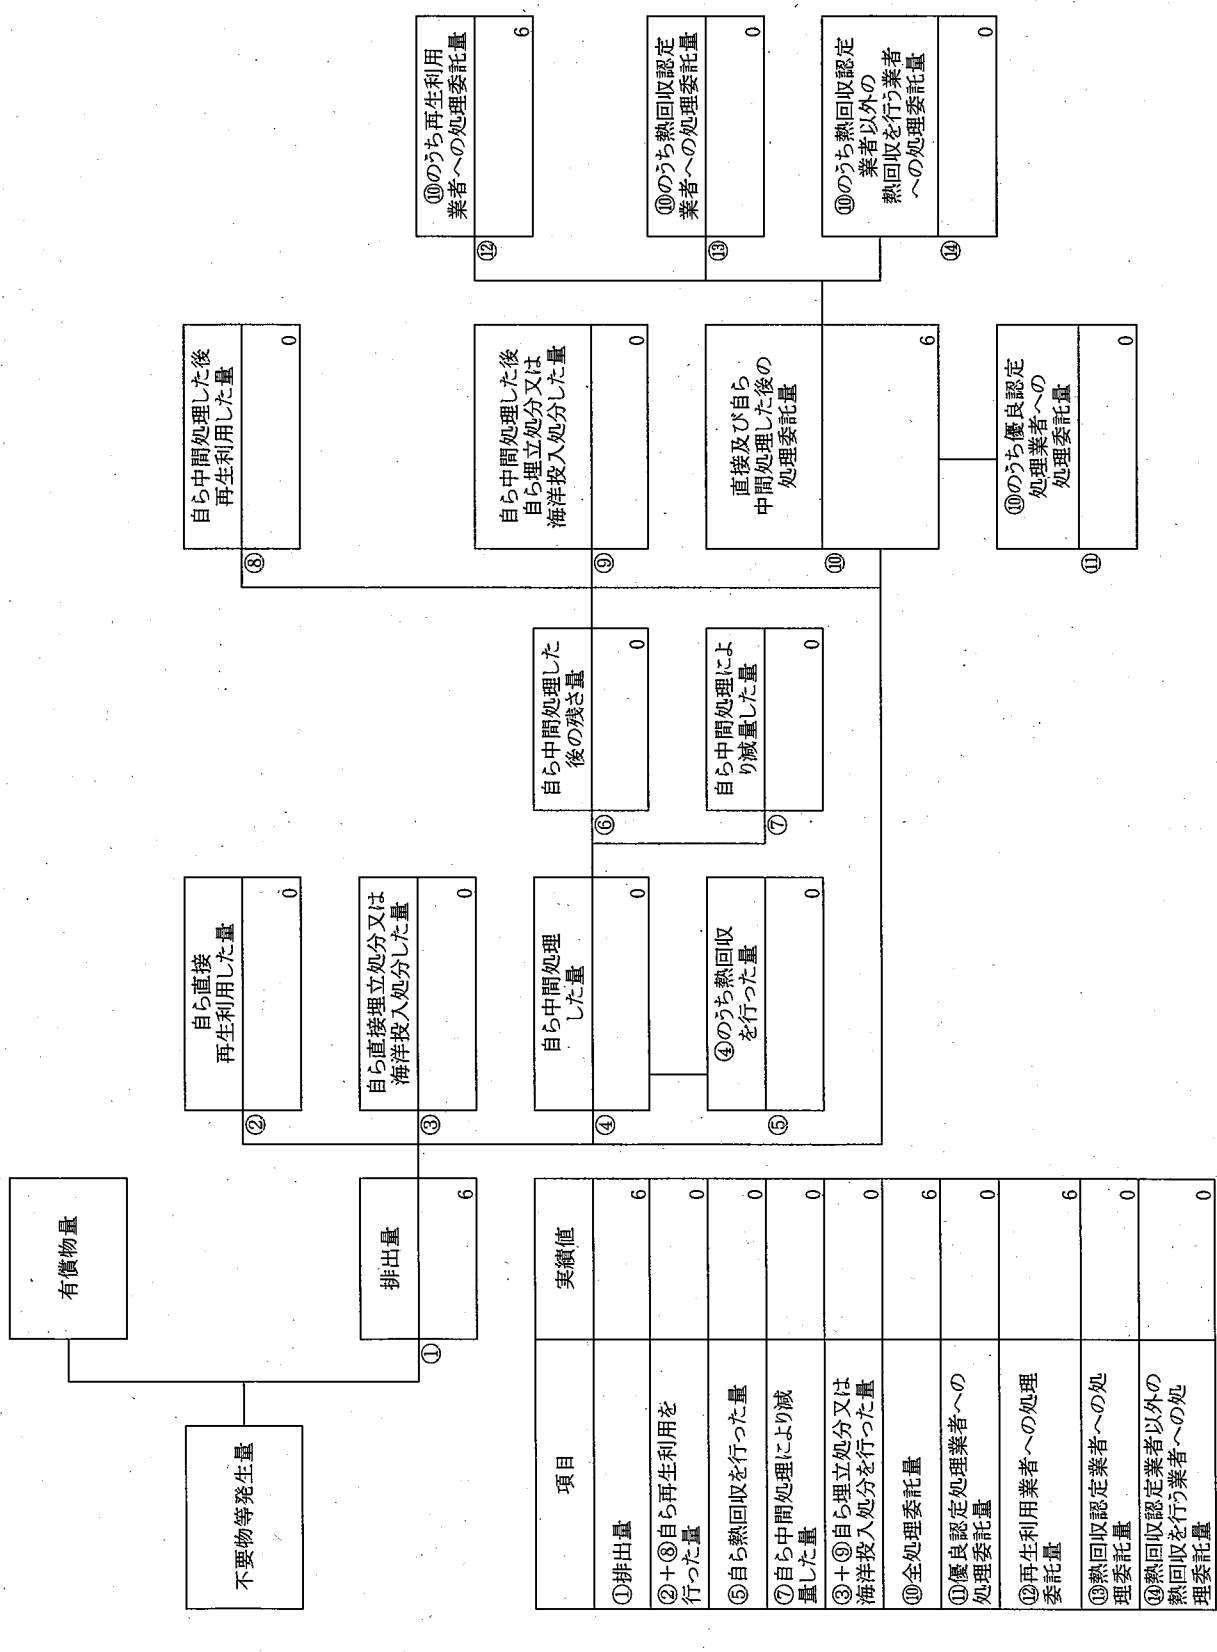 不要物等発生量
有償物量
①
排出量
6
②
自ら直接
再生利用した量
0
③
自ら直接埋立処分又は
海洋投入処分した量
0
④
自ら中間処理
した量
0
⑤
④のうち熱回収
を行った量
0
⑥
自ら中間処理した
後の残さ量
0
⑦
自ら中間処理によ
り減量した量
0
⑧
自ら中間処理した後
再生利用した量
0
⑨
自ら中間処理した後
自ら埋立処分又は
海洋投入処分した量
0
⑩
直接及び自ら
中間処理した後の
処理委託量
6
⑪
⑩のうち優良認定
処理業者への
処理委託量
0
⑫
⑩のうち再生利用
業者への処理委託量
6
⑬
⑩のうち熱回収認定
業者への処理委託量
0
⑭
⑩のうち熱回収認定
業者以外の
熱回収を行う業者
への処理委託量
0
項目 実績値
①排出量 6
②+⑧自ら再生利用を
行った量 0
⑤自ら熱回収を行った量 0
⑦自ら中間処理により減
量した量 0
③+⑨自ら埋立処分又は
海洋投入処分を行った量 0
⑩全処理委託量 6
⑪優良認定処理業者への
処理委託量 0
⑫再生利用業者への処理
委託量 6
⑬熱回収認定業者への処
理委託量 0
⑭熱回収認定業者以外の
熱回収を行う業者への処
理委託量 0